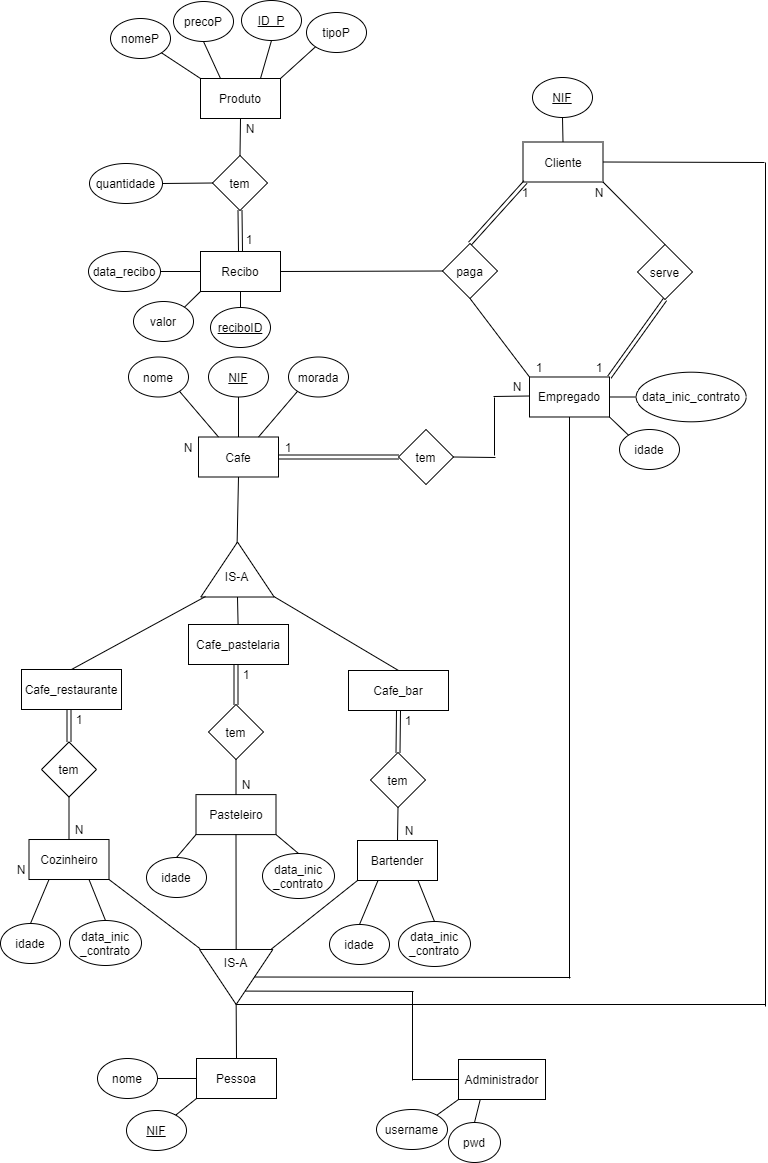 precoP
ID_P
nomeP
tipoP
Produto
NIF
N
Cliente
quantidade
tem
1
N
1
data_recibo
Recibo
paga
serve
valor
reciboID
nome
NIF
morada
1
1
N
Empregado
data_inic_contrato
N
Cafe
1
tem
idade
IS-A
Cafe_pastelaria
1
Cafe_restaurante
Cafe_bar
1
1
tem
tem
tem
N
Pasteleiro
N
N
N
Cozinheiro
Bartender
idade
data_inic
_contrato
idade
data_inic
_contrato
idade
data_inic
_contrato
IS-A
nome
Pessoa
Administrador
NIF
username
pwd